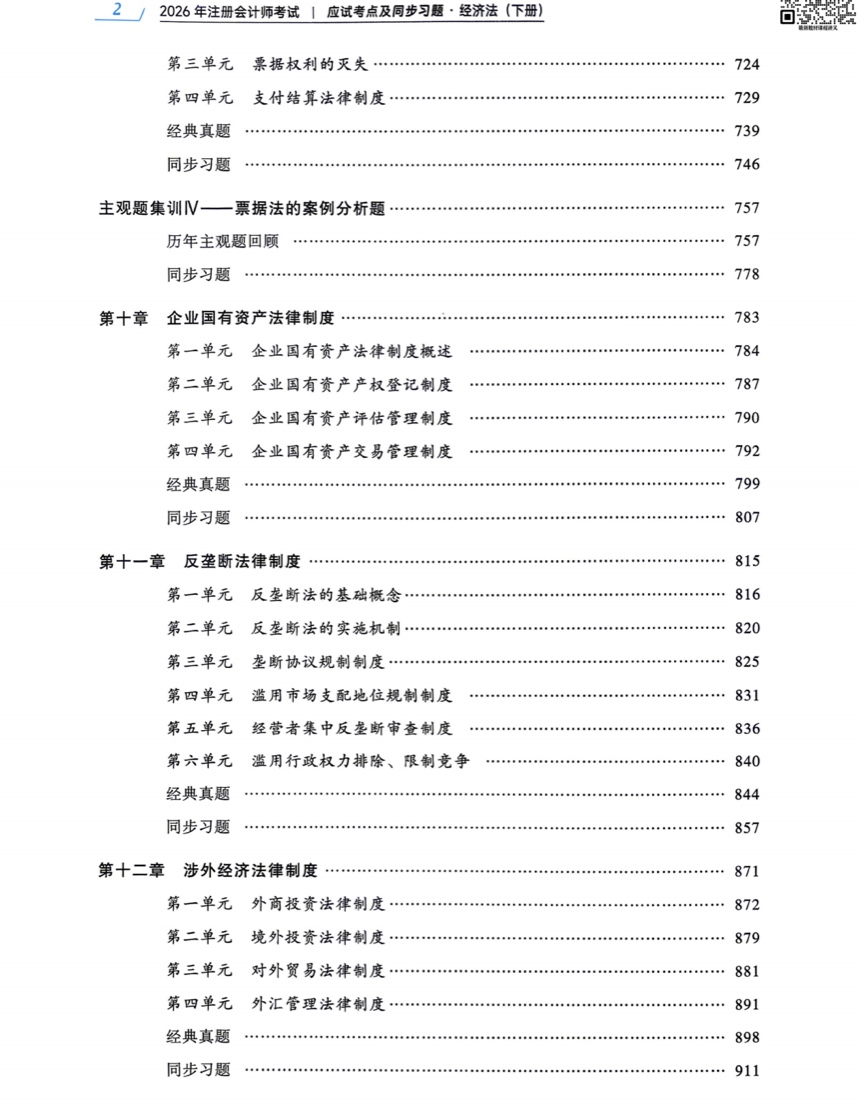 2 / 2026 年注册会计师考试 | 应试考点及同步习题·经济法（下册）
第三单元 票据权利的灭失 …… 724
第四单元 支付结算法律制度 …… 729
经典真题 …… 739
同步习题 …… 746
主观题集训Ⅳ——票据法的案例分析题 …… 757
历年主观题回顾 …… 757
同步习题 …… 778
第十章 企业国有资产法律制度 …… 783
第一单元 企业国有资产法律制度概述 …… 784
第二单元 企业国有资产产权登记制度 …… 787
第三单元 企业国有资产评估管理制度 …… 790
第四单元 企业国有资产交易管理制度 …… 792
经典真题 …… 799
同步习题 …… 807
第十一章 反垄断法律制度 …… 815
第一单元 反垄断法的基础概念 …… 816
第二单元 反垄断法的实施机制 …… 820
第三单元 垄断协议规制制度 …… 825
第四单元 滥用市场支配地位规制制度 …… 831
第五单元 经营者集中反垄断审查制度 …… 836
第六单元 滥用行政权力排除、限制竞争 …… 840
经典真题 …… 844
同步习题 …… 857
第十二章 涉外经济法律制度 …… 871
第一单元 外商投资法律制度 …… 872
第二单元 境外投资法律制度 …… 879
第三单元 对外贸易法律制度 …… 881
第四单元 外汇管理法律制度 …… 891
经典真题 …… 898
同步习题 …… 911